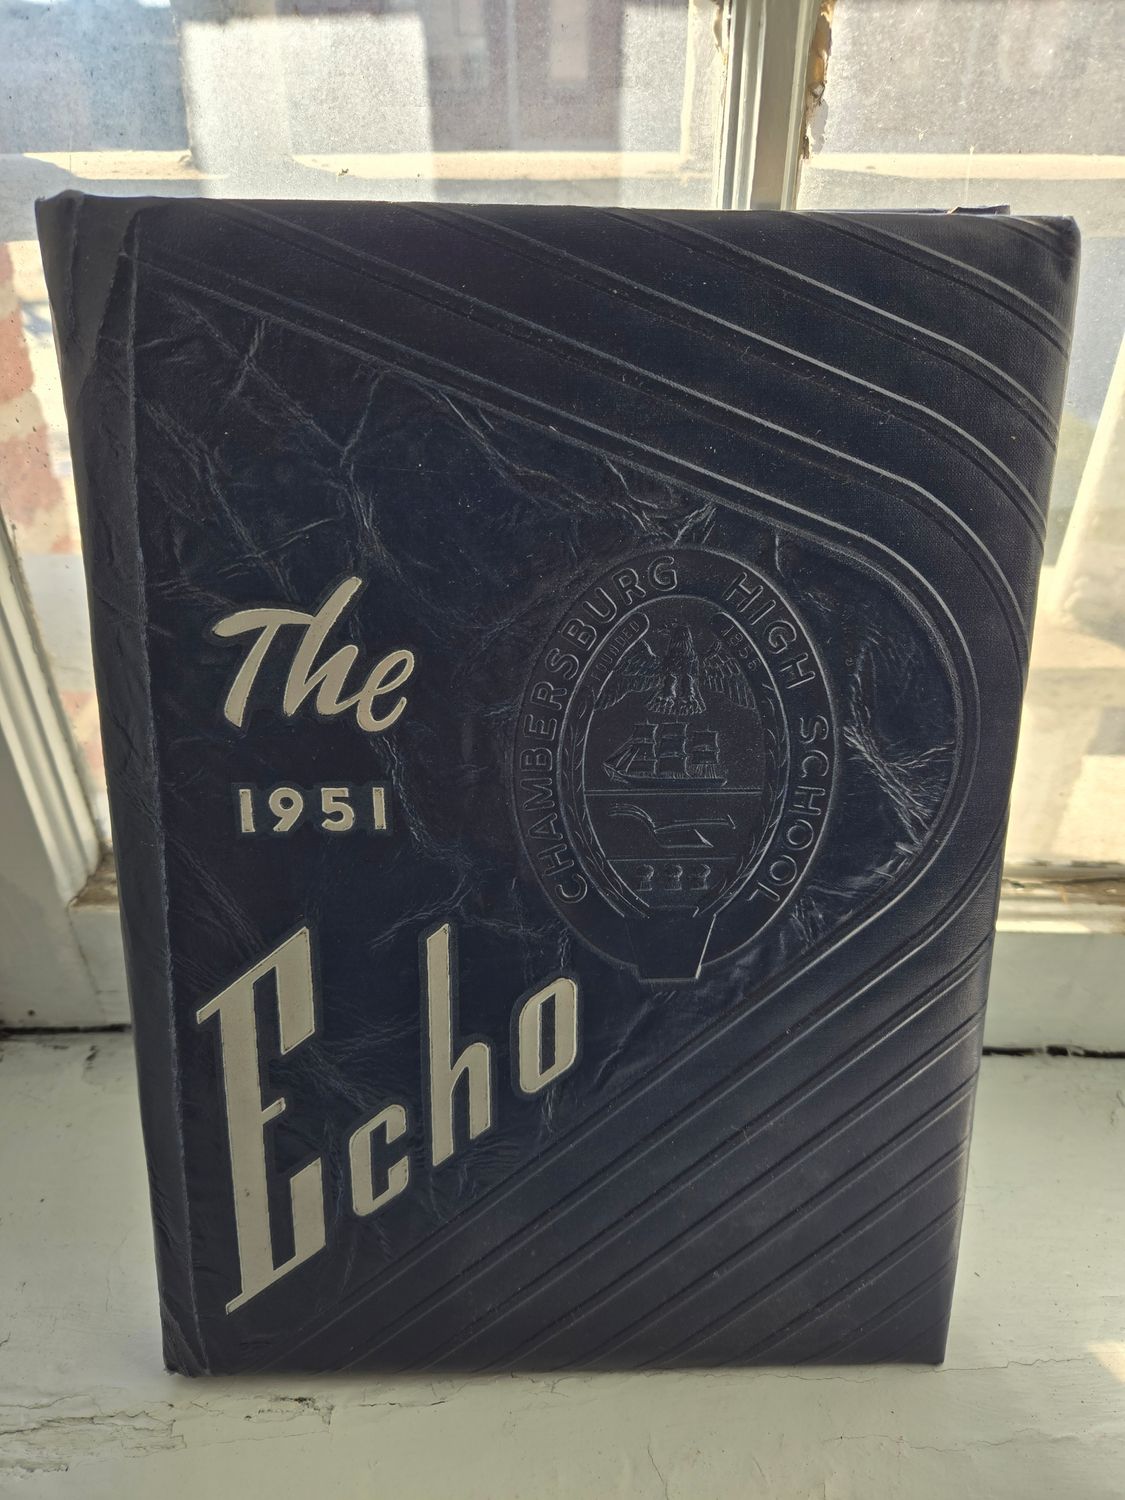 The
1951
Echo
CHAMBERSBURG HIGH SCHOOL
FOUNDED